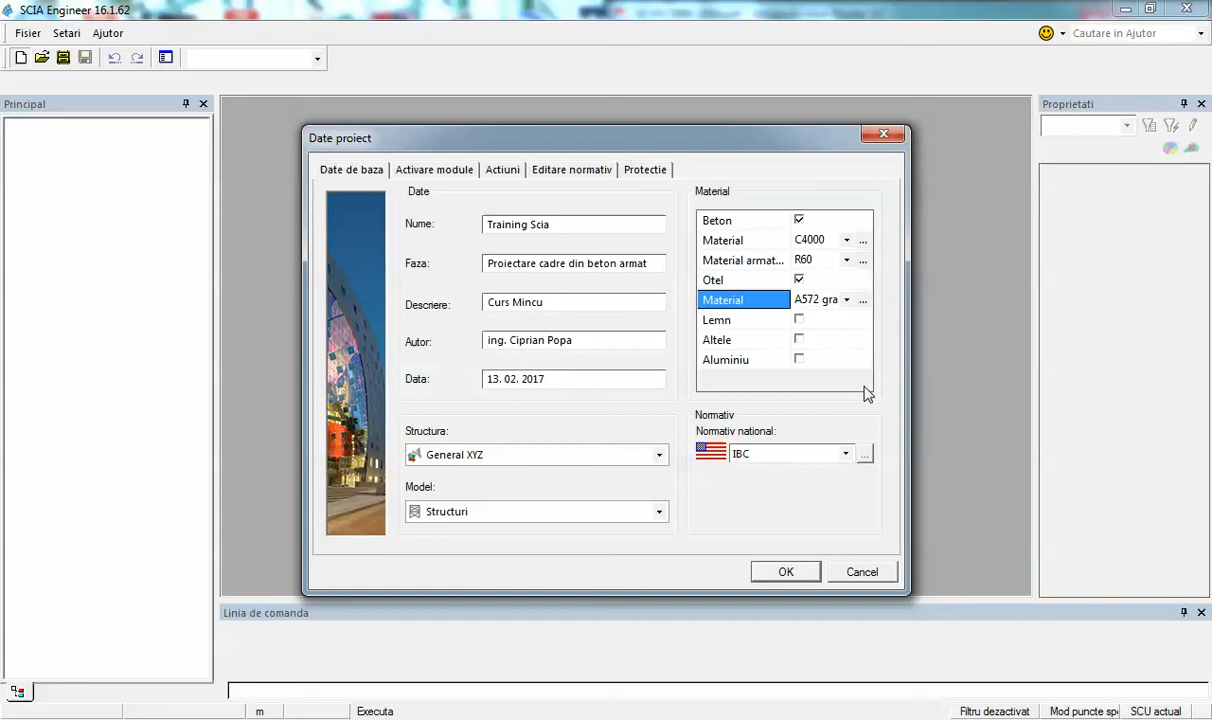 SCIA Engineer 16.1.62
Fisier Setari Ajutor
Cautare in Ajutor
Principal
Proprietati
Date proiect
Date de baza Activare module Actiuni Editare normativ Protectie
Date
Nume: Training Scia
Faza: Proiectare cadre din beton armat
Descriere: Curs Mincu
Autor: ing. Ciprian Popa
Data: 13. 02. 2017
Structura:
General XYZ
Model:
Structuri
Material
Beton
Material C4000 ...
Material armat... R60 ...
Otel
Material A572 gra ...
Lemn
Altele
Aluminiu
Normativ
Normativ national:
IBC ...
OK Cancel
Linia de comanda
m Executa Filtru dezactivat Mod puncte sp SCU actual